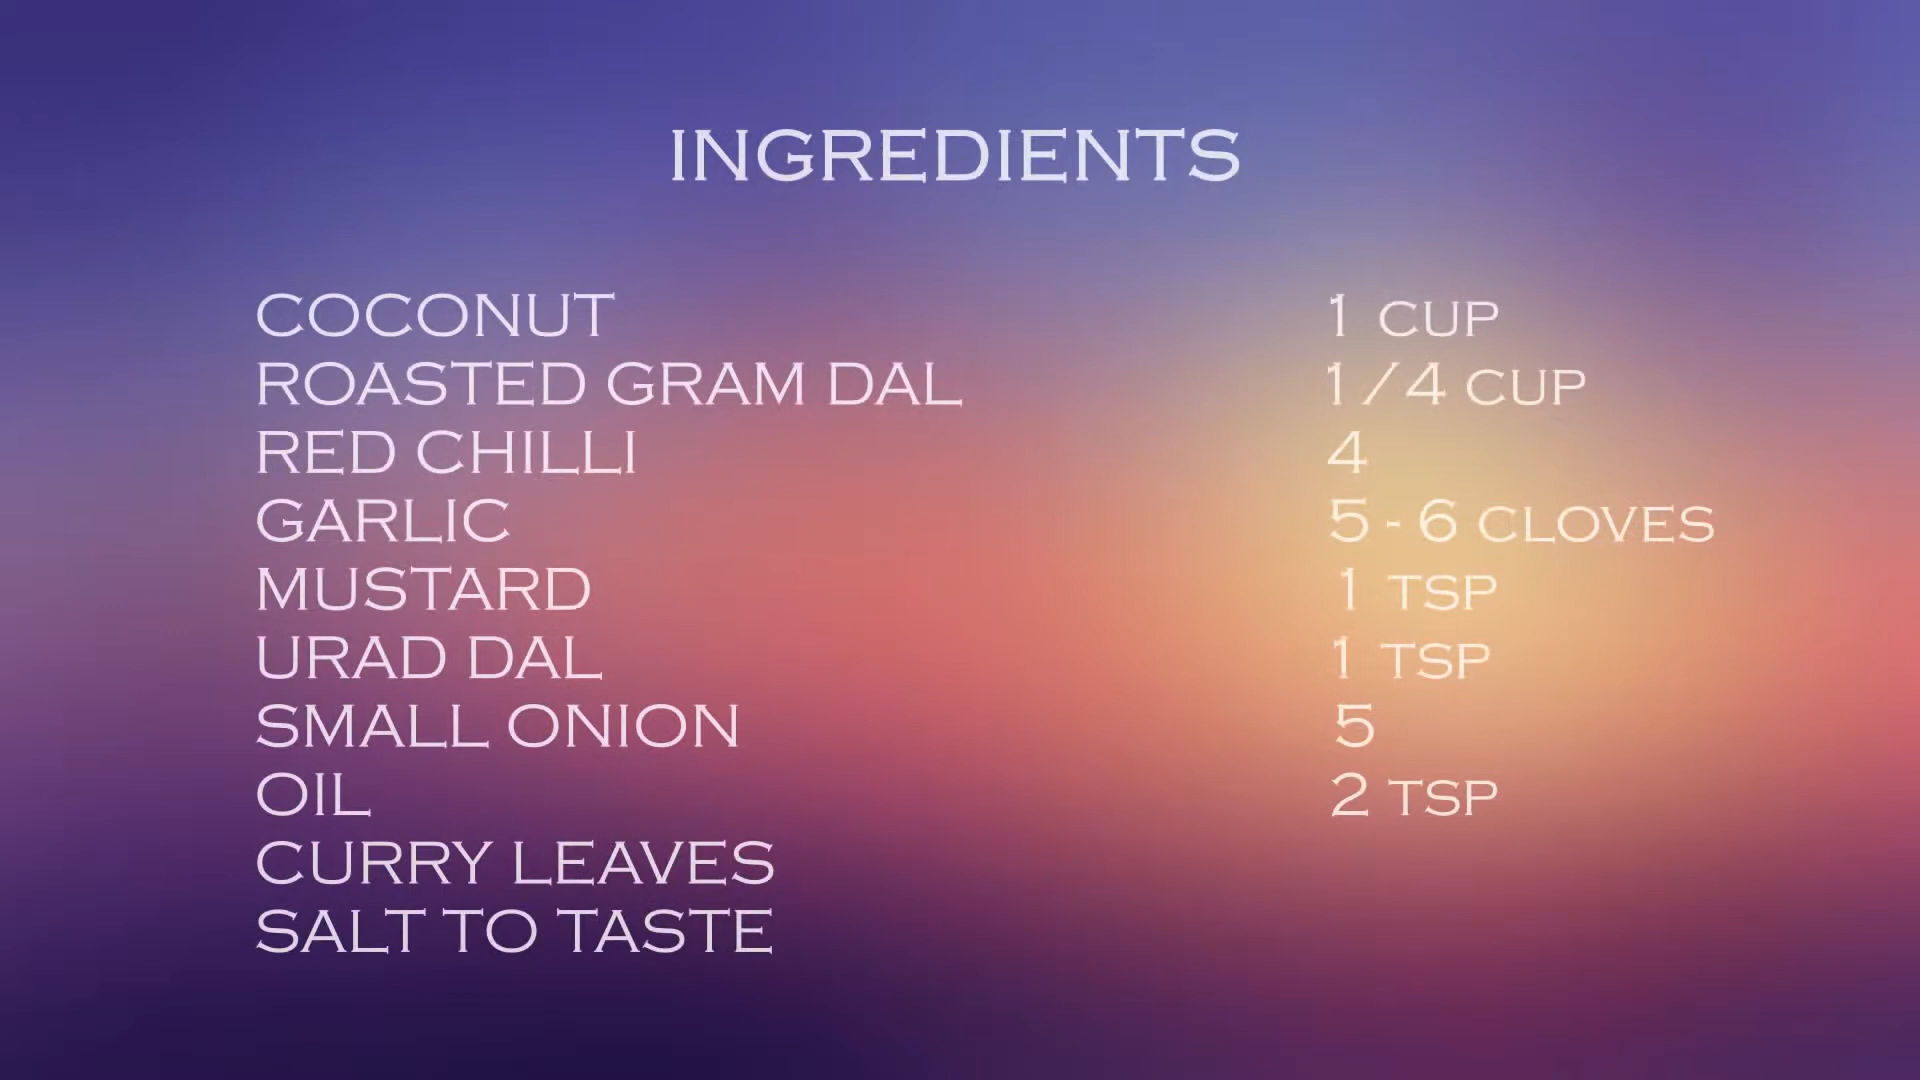 INGREDIENTS
COCONUT 1 CUP
ROASTED GRAM DAL 1/4 CUP
RED CHILLI 4
GARLIC 5 - 6 CLOVES
MUSTARD 1 TSP
URAD DAL 1 TSP
SMALL ONION 5
OIL 2 TSP
CURRY LEAVES
SALT TO TASTE